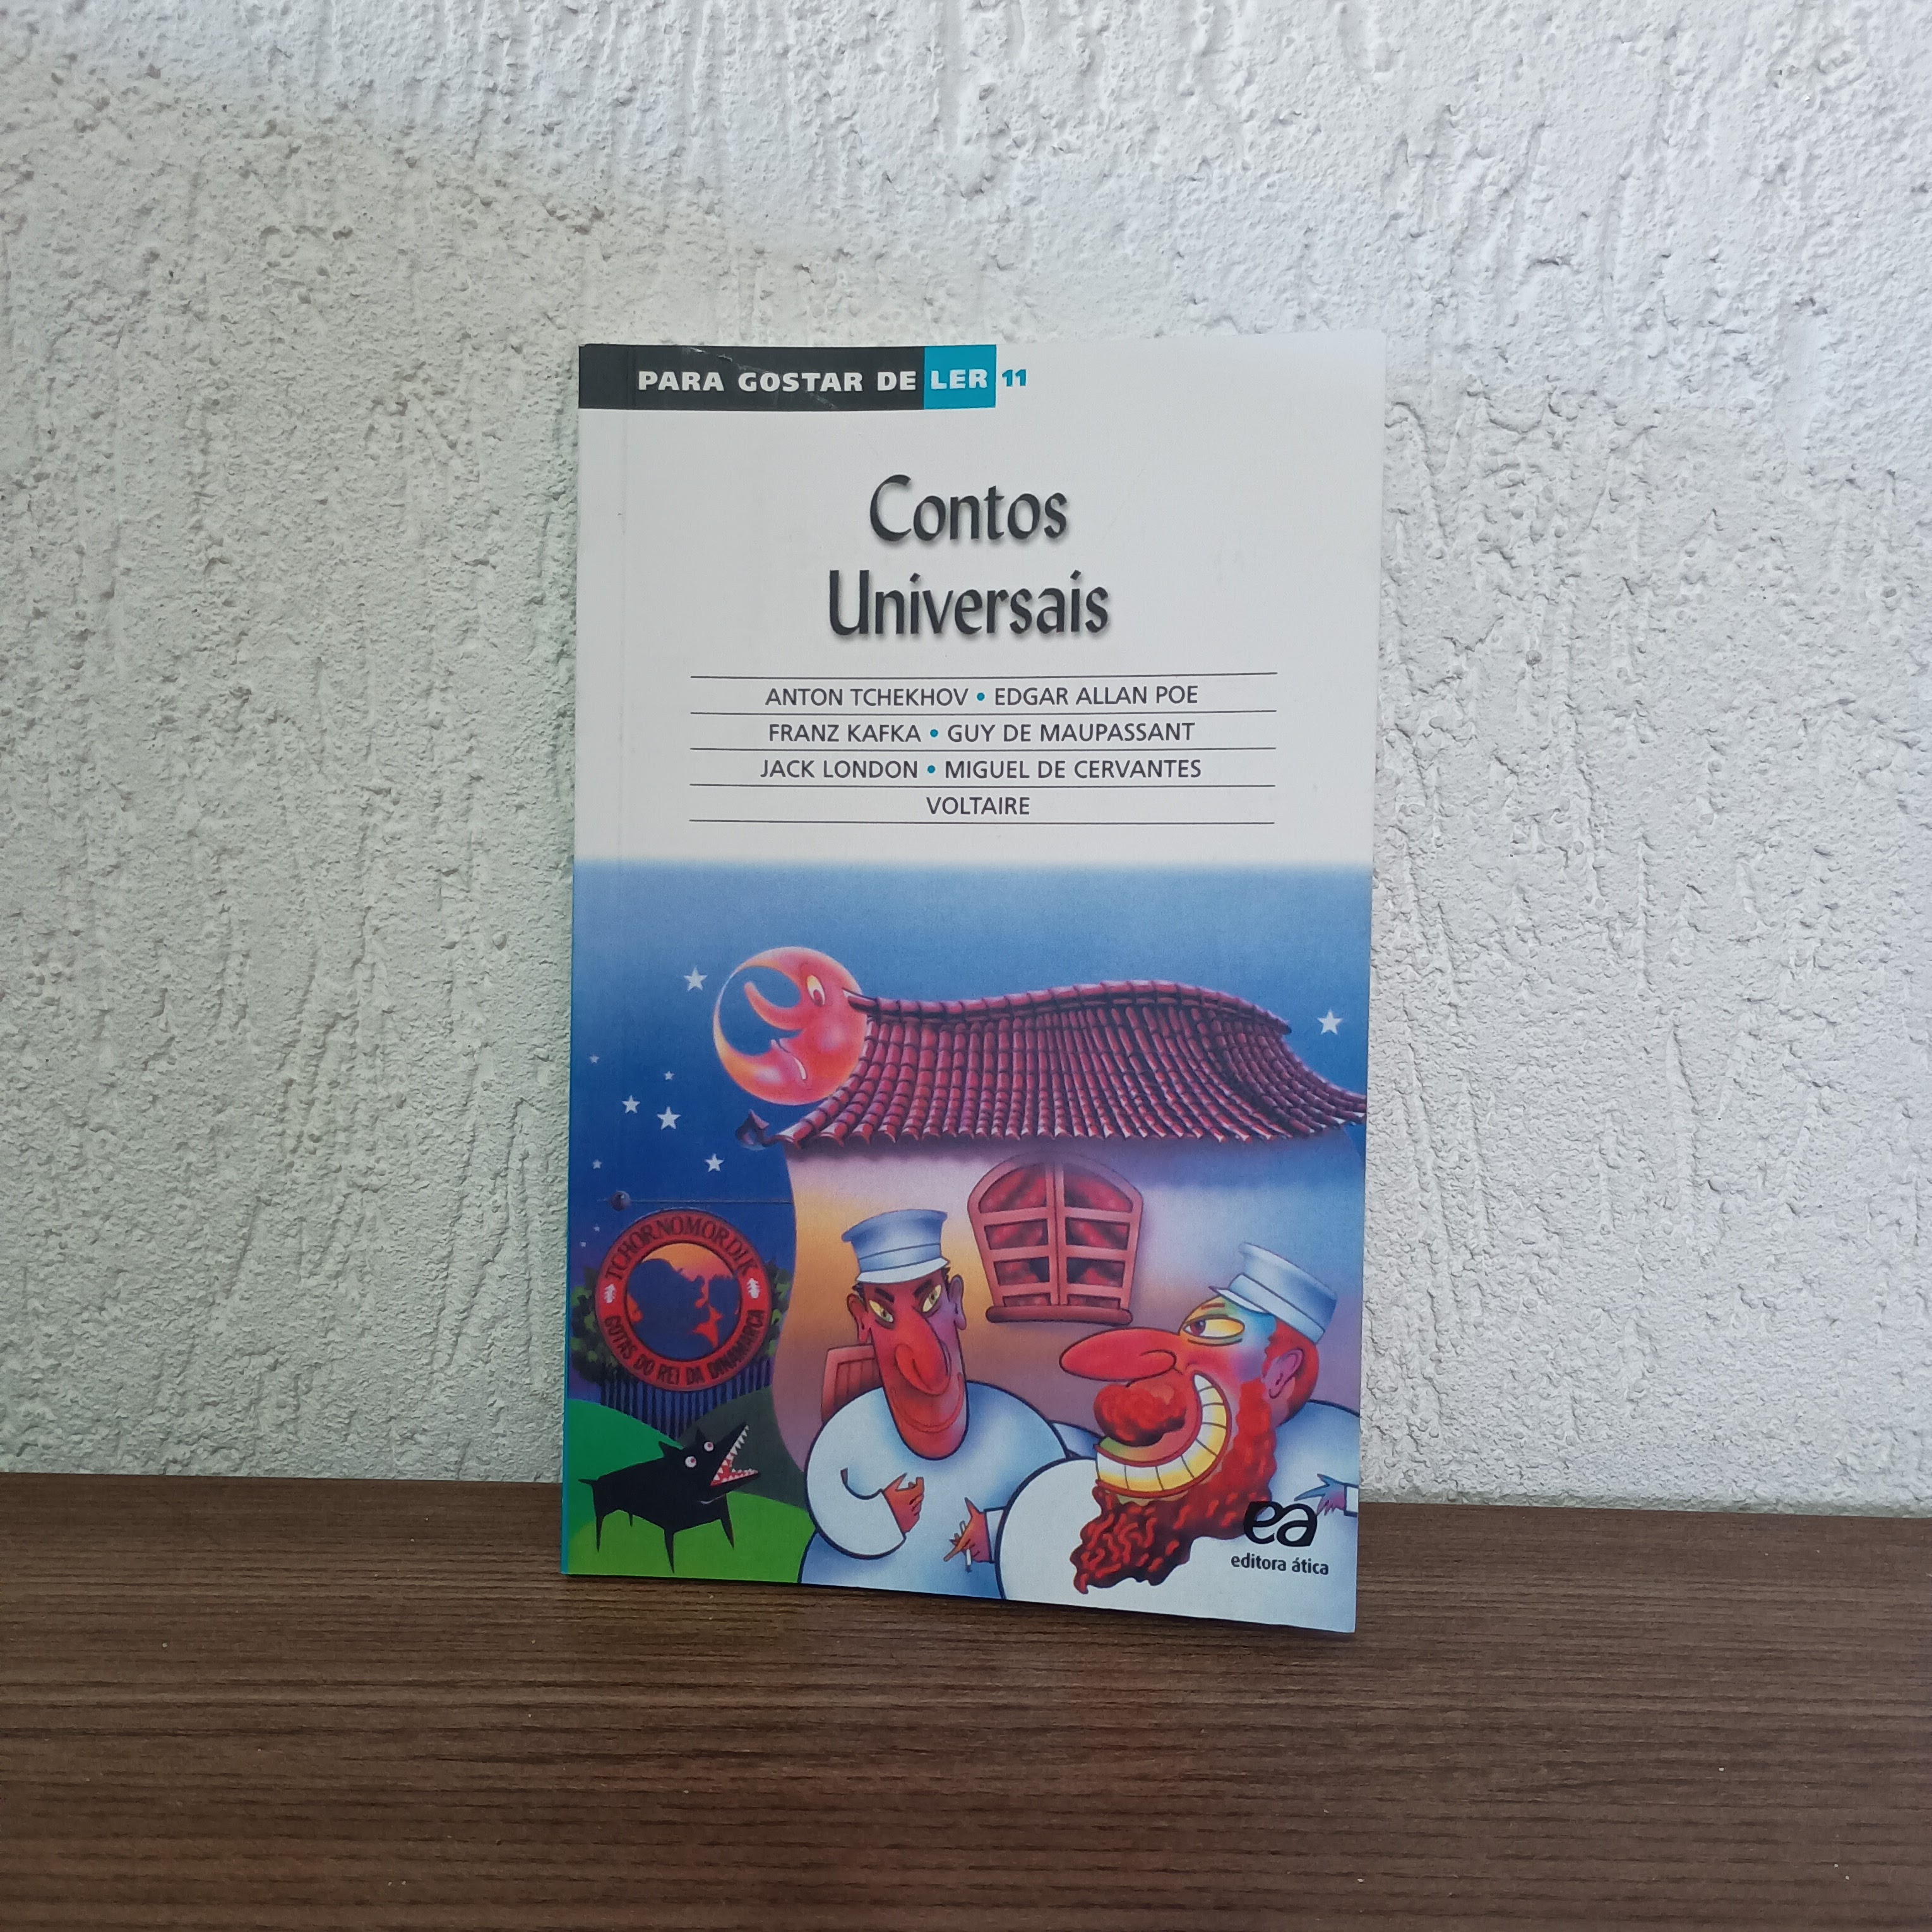 PARA GOSTAR DE LER 11
Contos
Universais
ANTON TCHEKHOV • EDGAR ALLAN POE
FRANZ KAFKA • GUY DE MAUPASSANT
JACK LONDON • MIGUEL DE CERVANTES
VOLTAIRE
TCHORNOMORDIK
GOTAS DO REI DA DINAMARCA
ea
editora ática